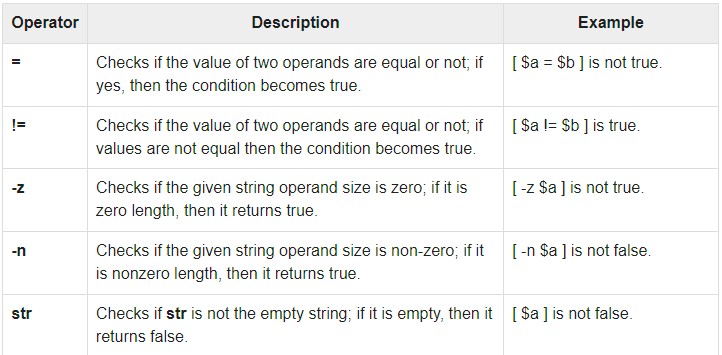 Operator Description Example
= Checks if the value of two operands are equal or not; if [ $a = $b ] is not true.
yes, then the condition becomes true.
!= Checks if the value of two operands are equal or not; if [ $a != $b ] is true.
values are not equal then the condition becomes true.
-z Checks if the given string operand size is zero; if it is [ -z $a ] is not true.
zero length, then it returns true.
-n Checks if the given string operand size is non-zero; if it [ -n $a ] is not false.
is nonzero length, then it returns true.
str Checks if str is not the empty string; if it is empty, then it [ $a ] is not false.
returns false.